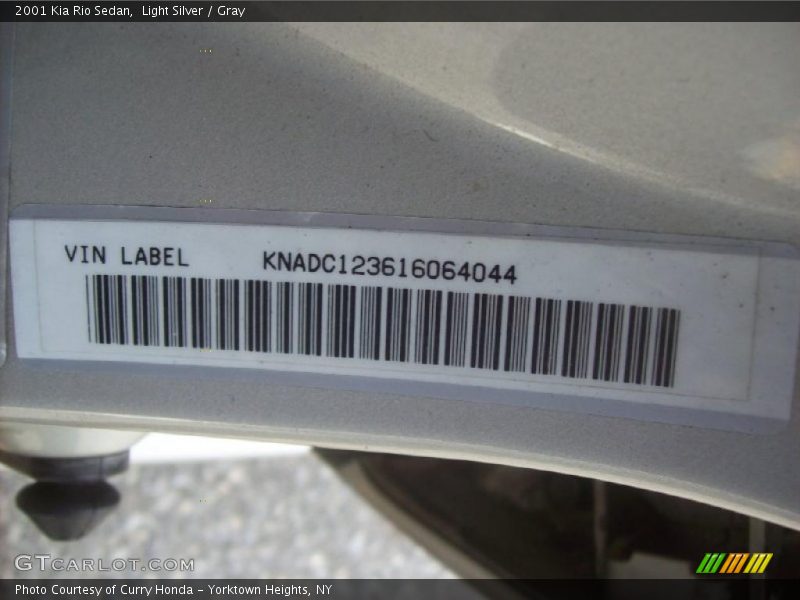 2001 Kia Rio Sedan,  Light Silver / Gray
VIN LABEL KNADC123616064044
GTCARLOT.COM
Photo Courtesy of Curry Honda - Yorktown Heights, NY